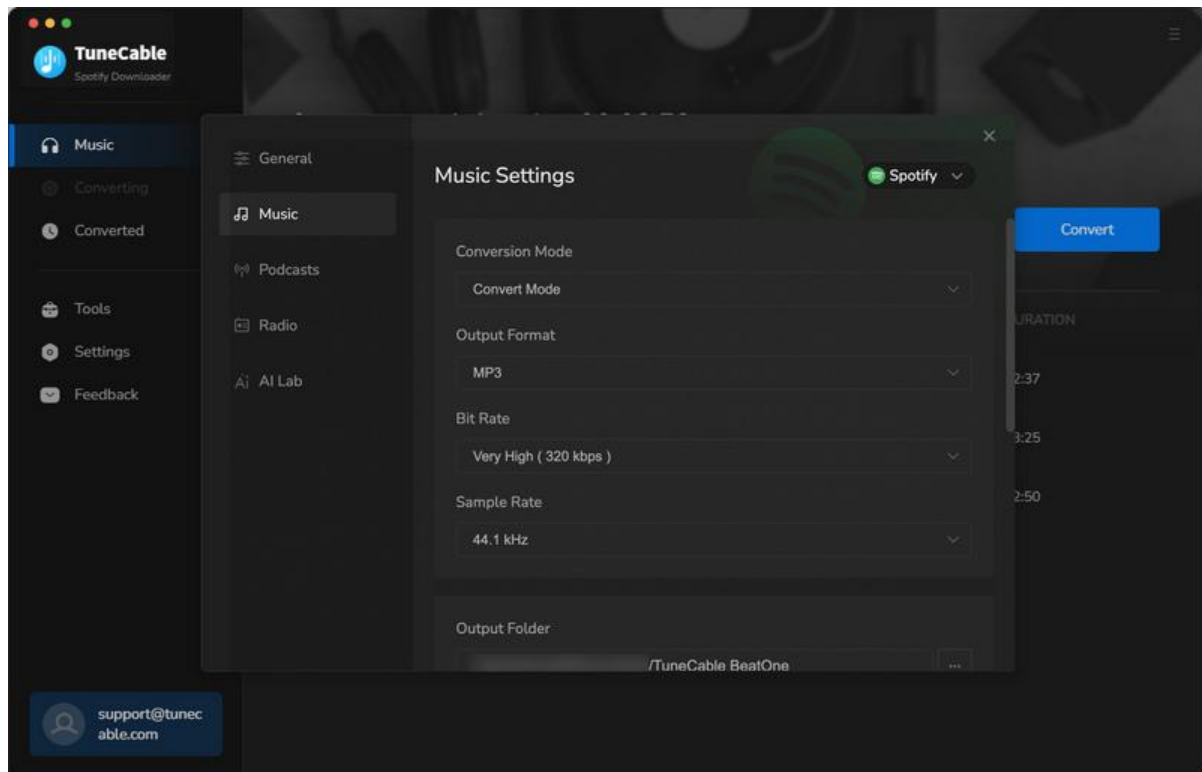 TuneCable
Spotify Downloader
Music
Converting
Converted
Tools
Settings
Feedback
support@tunec
able.com
General
Music
Podcasts
Radio
AI Lab
Music Settings
Spotify
Conversion Mode
Convert Mode
Output Format
MP3
Bit Rate
Very High ( 320 kbps )
Sample Rate
44.1 kHz
Output Folder
/TuneCable BeatOne
...
Convert
URATION
2:37
3:25
2:50